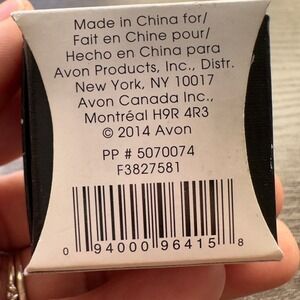 Made in China for/
Fait en Chine pour/
Hecho en China para
Avon Products, Inc., Distr.
New York, NY 10017
Avon Canada Inc.,
Montréal H9R 4R3
© 2014 Avon
PP # 5070074
F3827581
0 94000 96415 8